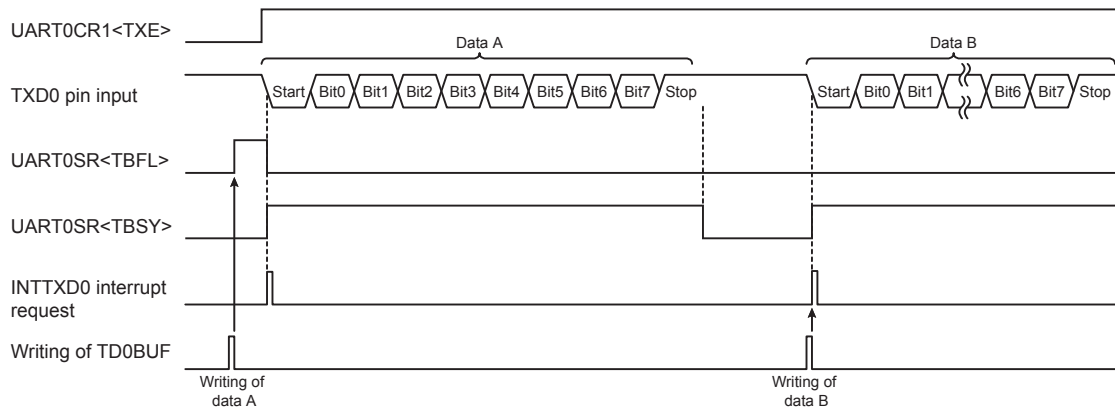 UART0CR1<TXE>
Data A
Data B
TXD0 pin input
Start Bit0 Bit1 Bit2 Bit3 Bit4 Bit5 Bit6 Bit7 Stop
Start Bit0 Bit1 Bit6 Bit7 Stop
UART0SR<TBFL>
UART0SR<TBSY>
INTTXD0 interrupt
request
Writing of TD0BUF
Writing of
data A
Writing of
data B